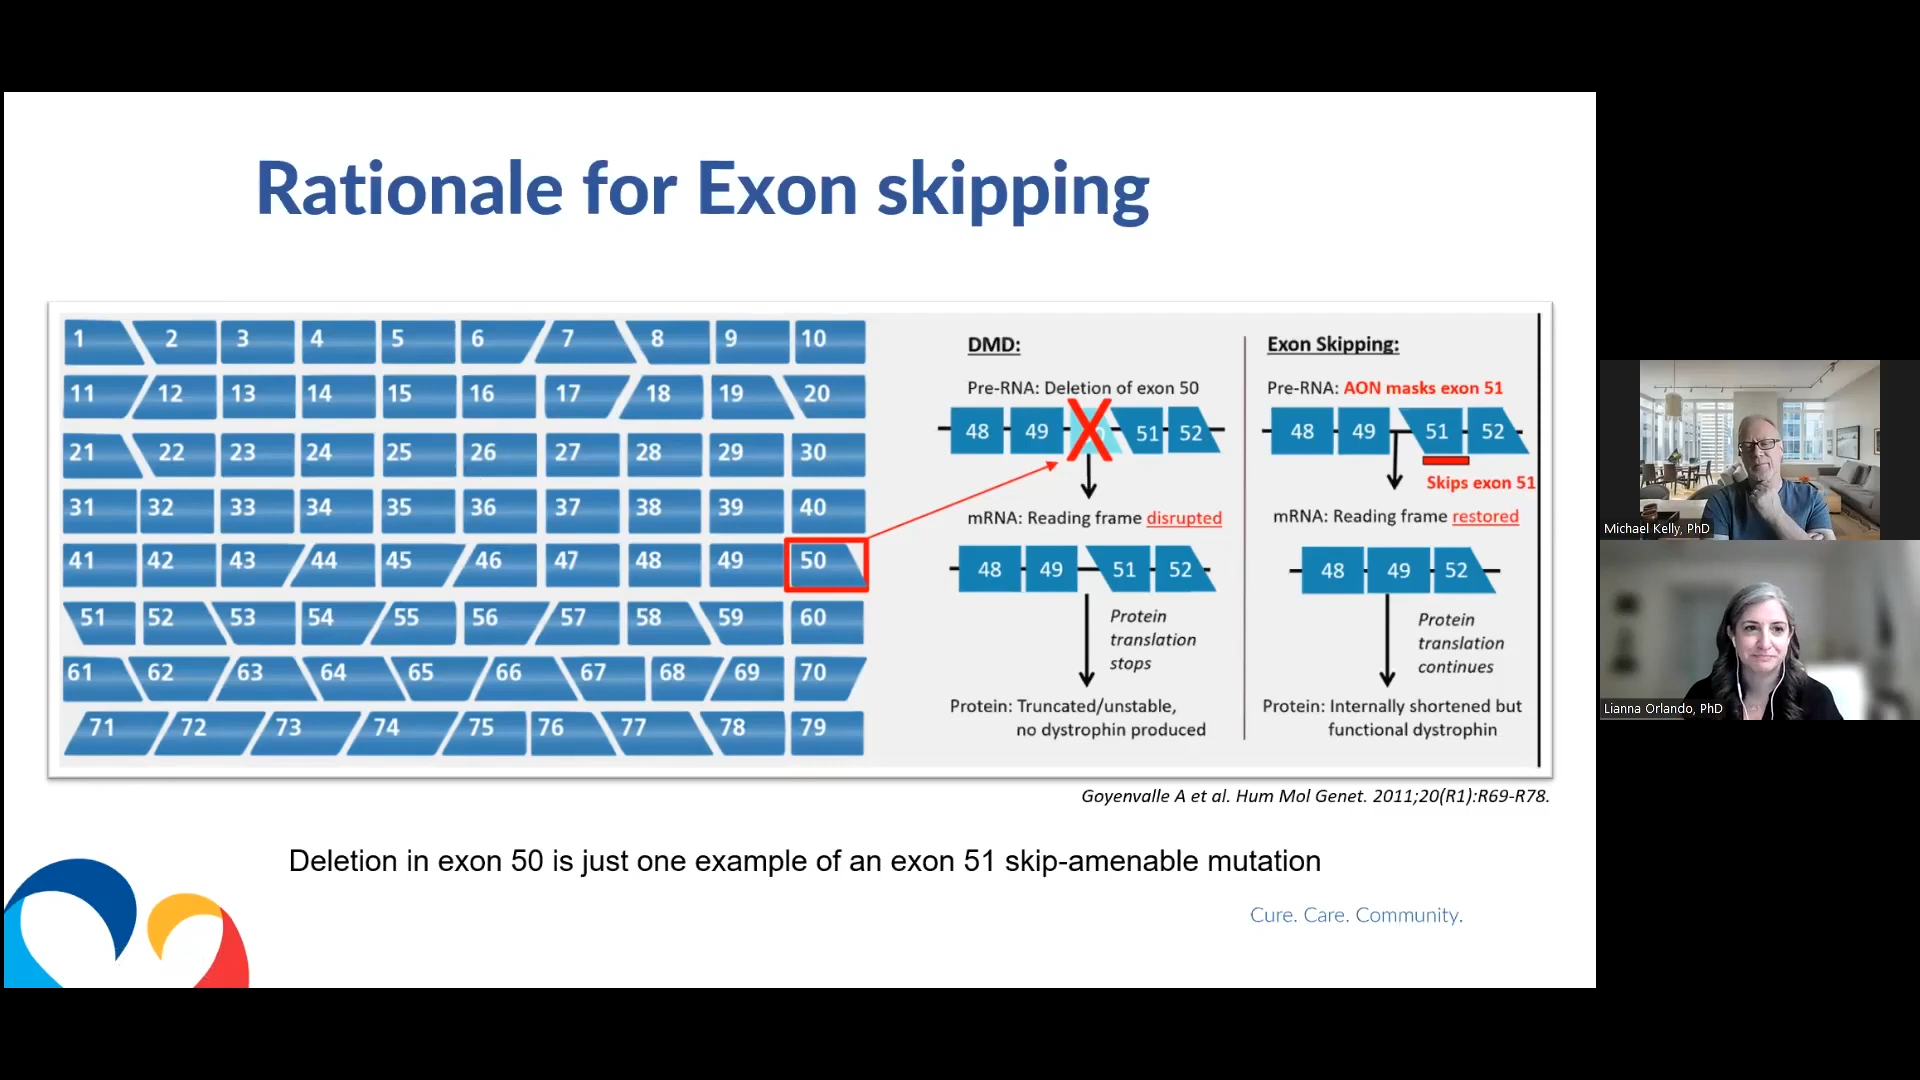 Rationale for Exon skipping
1 2 3 4 5 6 7 8 9 10
11 12 13 14 15 16 17 18 19 20
21 22 23 24 25 26 27 28 29 30
31 32 33 34 35 36 37 38 39 40
41 42 43 44 45 46 47 48 49 50
51 52 53 54 55 56 57 58 59 60
61 62 63 64 65 66 67 68 69 70
71 72 73 74 75 76 77 78 79
DMD:
Pre-RNA: Deletion of exon 50
48 49 51 52
mRNA: Reading frame disrupted
48 49 51 52
Protein
translation
stops
Protein: Truncated/unstable,
no dystrophin produced
Exon Skipping:
Pre-RNA: AON masks exon 51
48 49 51 52
Skips exon 51
mRNA: Reading frame restored
48 49 52
Protein
translation
continues
Protein: Internally shortened but
functional dystrophin
Goyenvalle A et al. Hum Mol Genet. 2011;20(R1):R69-R78.
Deletion in exon 50 is just one example of an exon 51 skip-amenable mutation
Cure. Care. Community.
Michael Kelly, PhD
Lianna Orlando, PhD